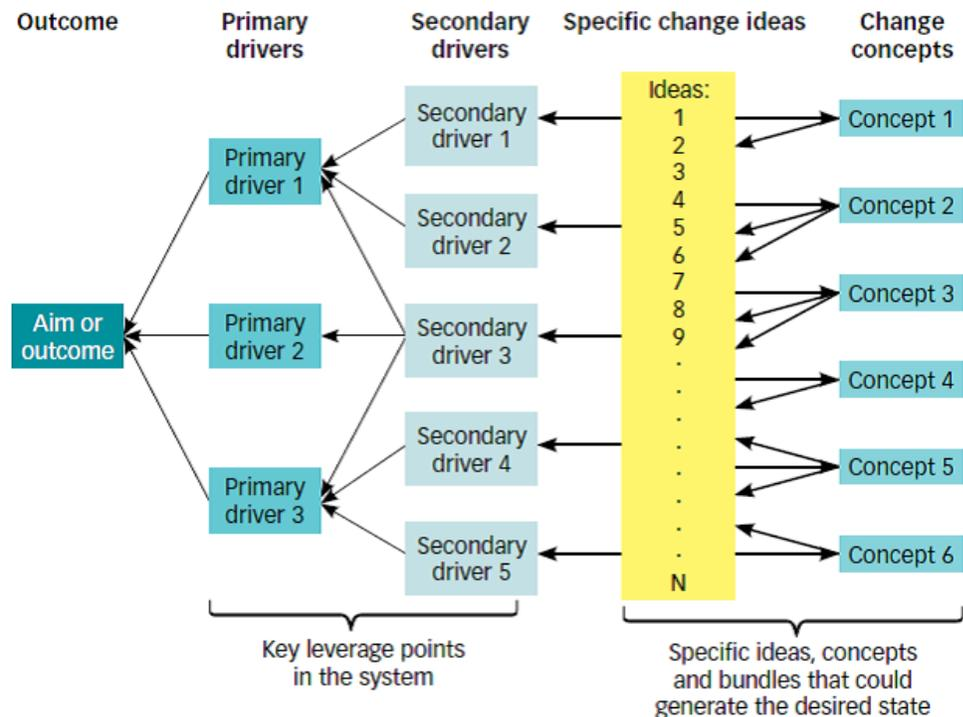 Outcome
Primary
drivers
Secondary
drivers
Specific change ideas
Change
concepts
Aim or
outcome
Primary
driver 1
Primary
driver 2
Primary
driver 3
Secondary
driver 1
Secondary
driver 2
Secondary
driver 3
Secondary
driver 4
Secondary
driver 5
Ideas:
1
2
3
4
5
6
7
8
9
.
.
.
.
.
.
.
.
N
Concept 1
Concept 2
Concept 3
Concept 4
Concept 5
Concept 6
Key leverage points
in the system
Specific ideas, concepts
and bundles that could
generate the desired state